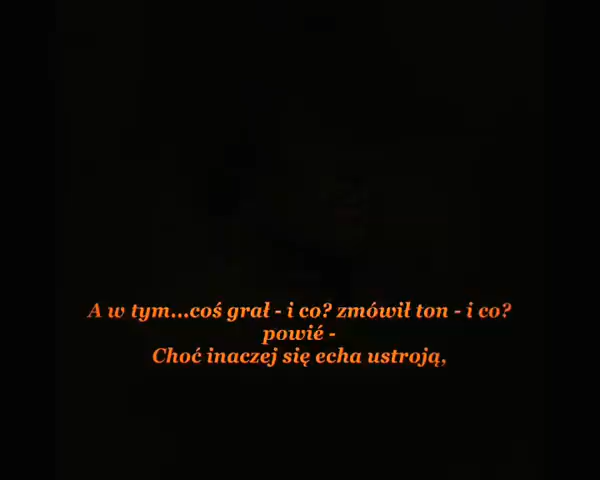 A w tym...coś grał - i co? zmówił ton - i co?
powié -
Choć inaczej się echa ustroją,